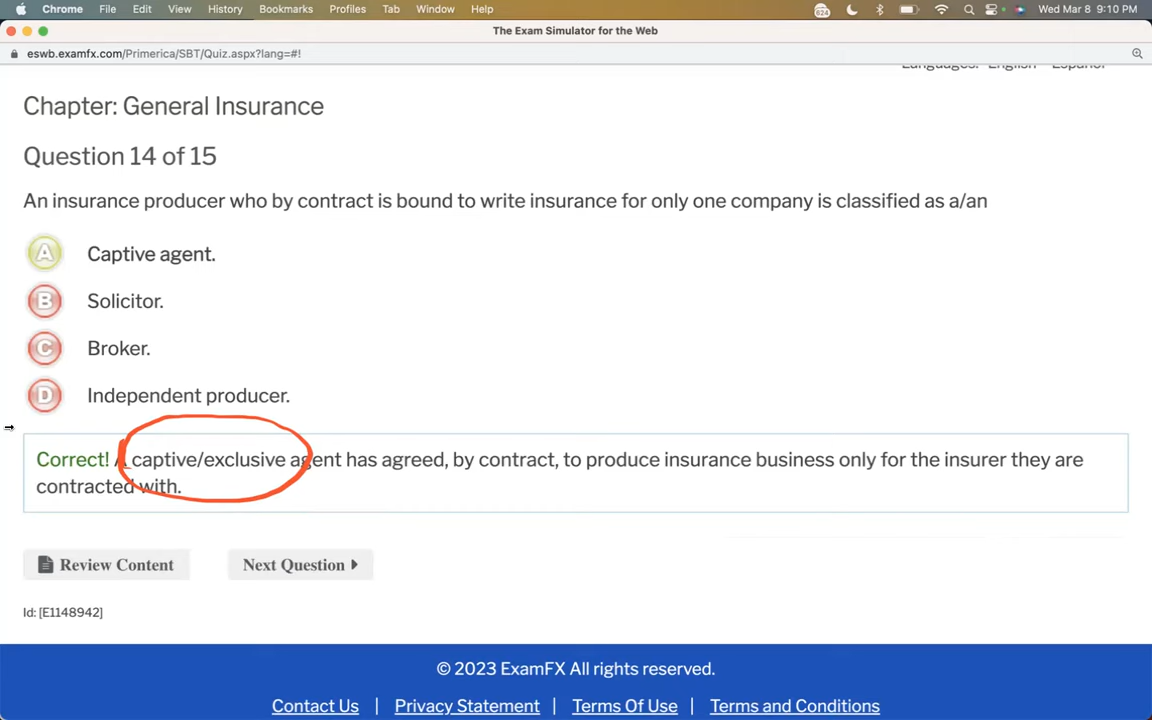 Chrome File Edit View History Bookmarks Profiles Tab Window Help 824 Wed Mar 8 9:10 PM
The Exam Simulator for the Web
eswb.examfx.com/Primerica/SBT/Quiz.aspx?lang=#!
Languages: English Español
Chapter: General Insurance
Question 14 of 15
An insurance producer who by contract is bound to write insurance for only one company is classified as a/an
A Captive agent.
B Solicitor.
C Broker.
D Independent producer.
Correct! A captive/exclusive agent has agreed, by contract, to produce insurance business only for the insurer they are
contracted with.
Review Content Next Question
Id: [E1148942]
© 2023 ExamFX All rights reserved.
Contact Us | Privacy Statement | Terms Of Use | Terms and Conditions